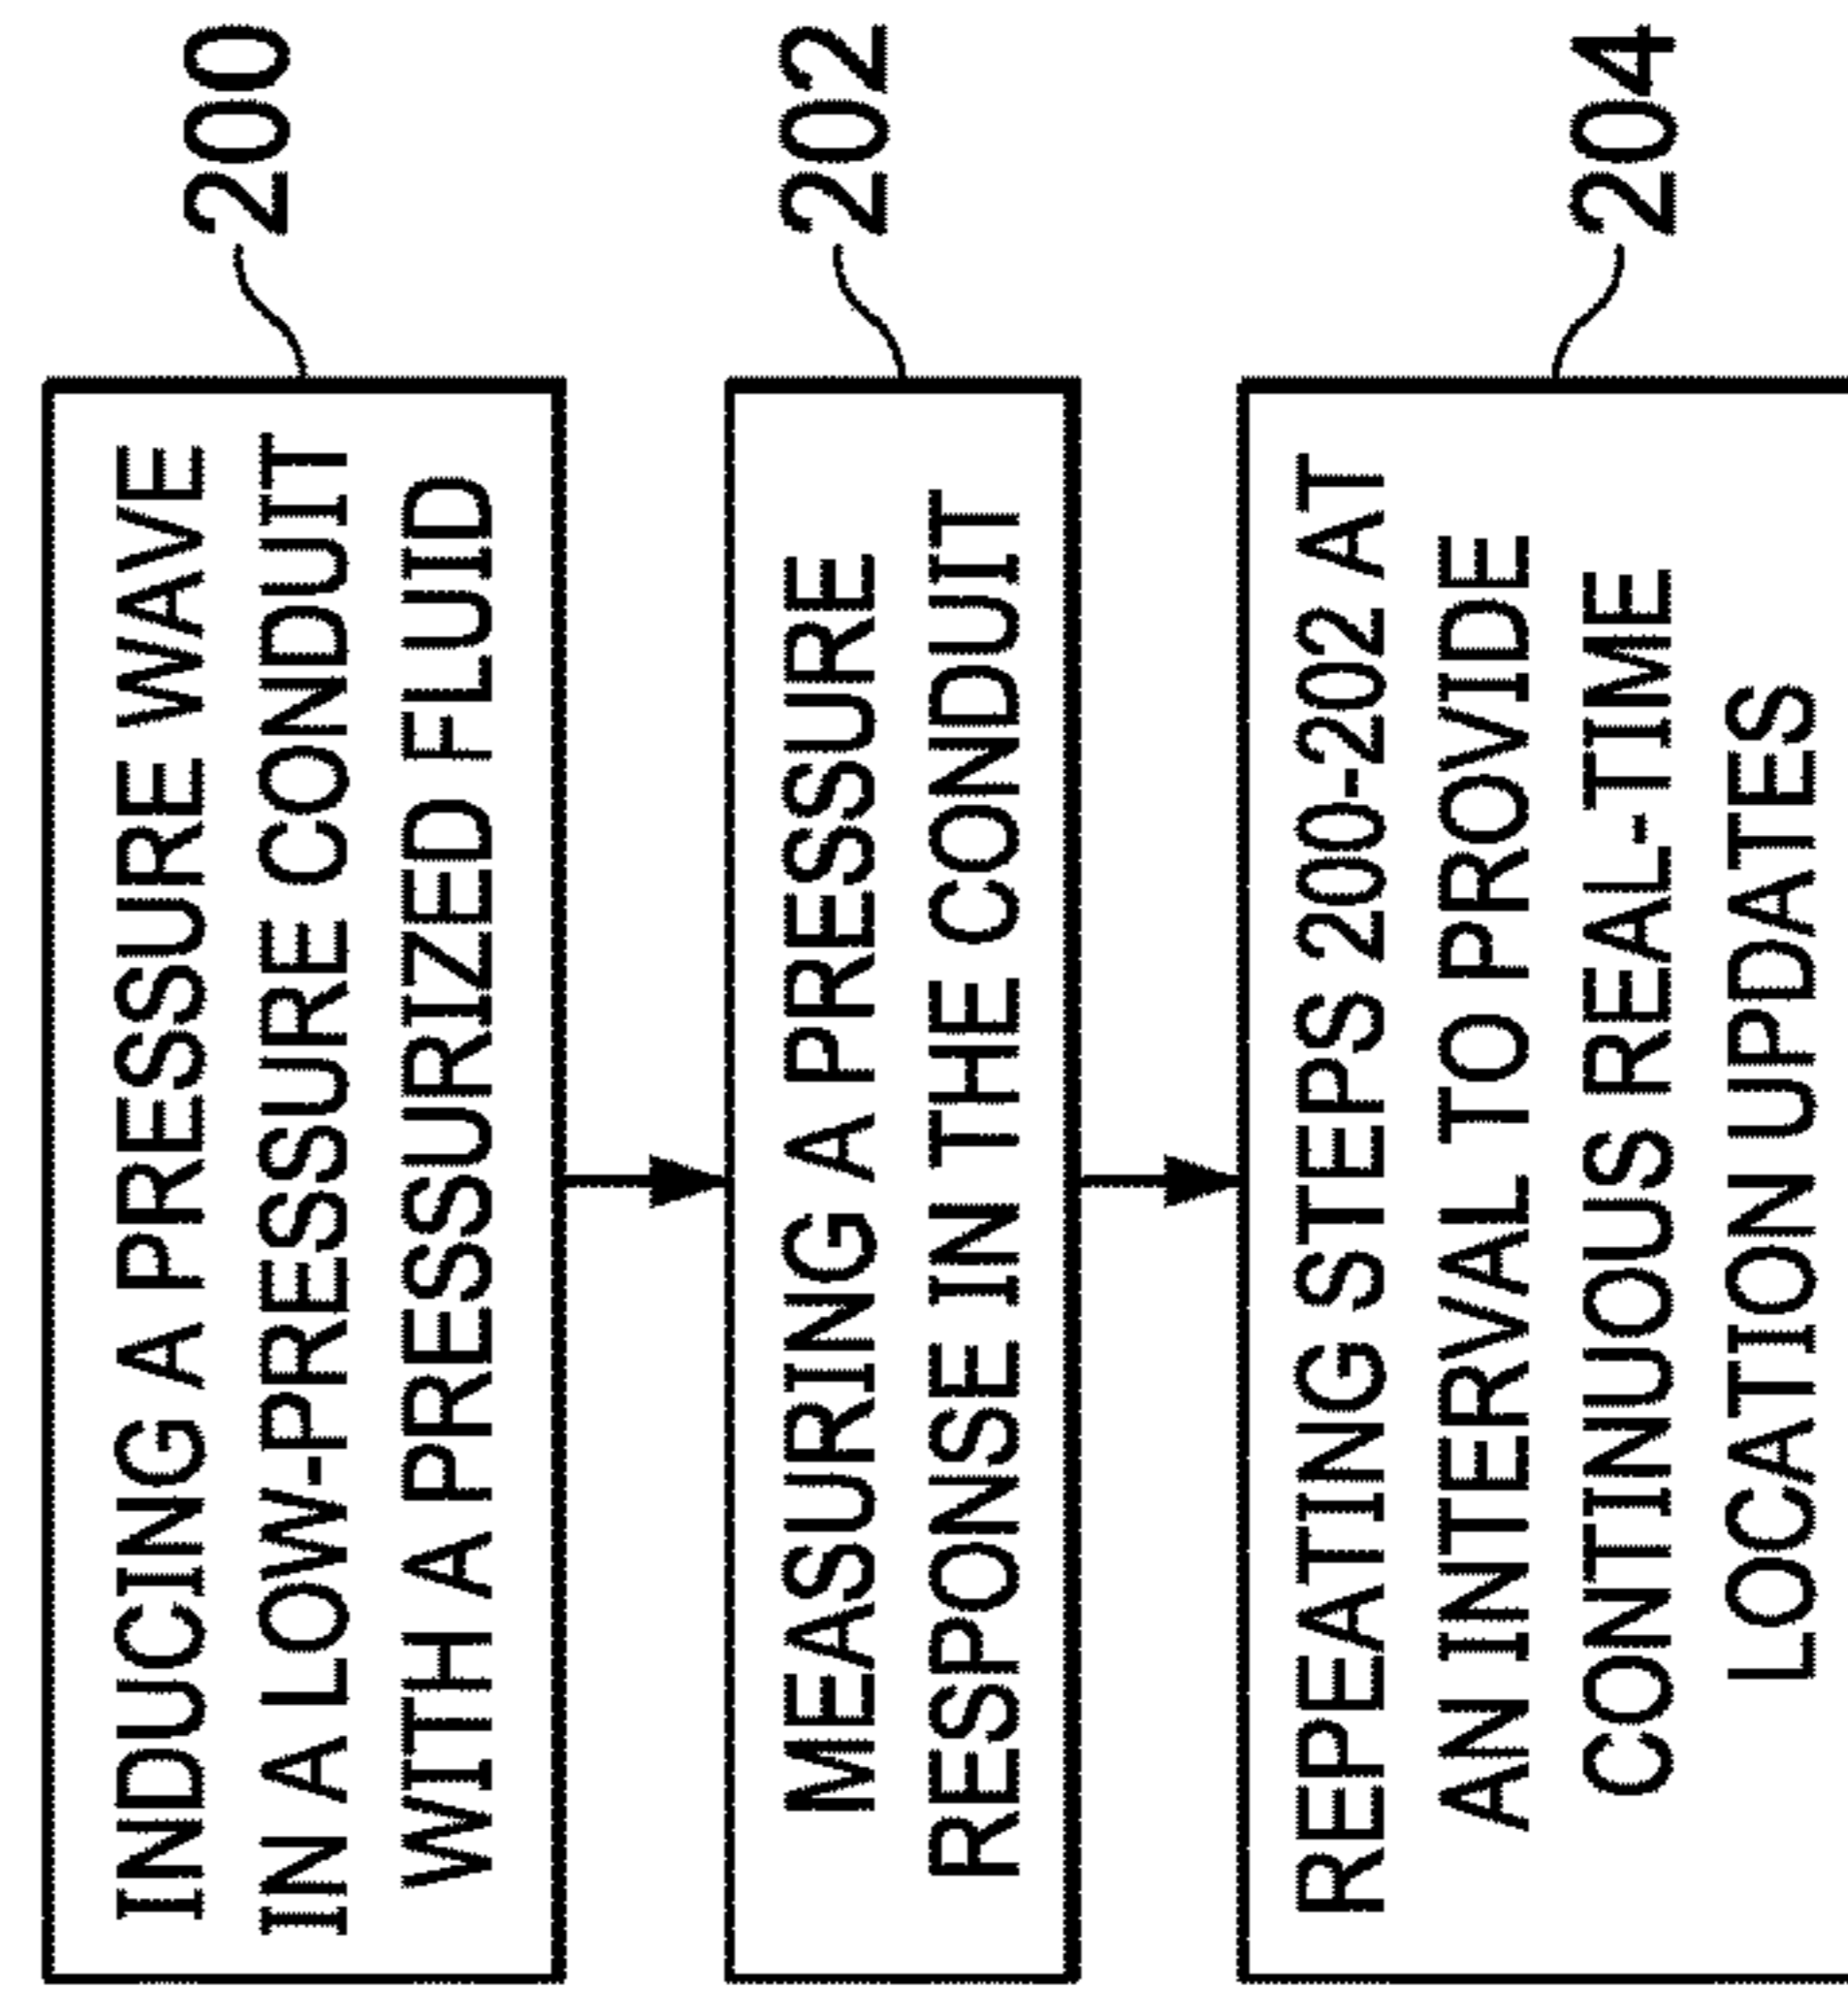 INDUCING A PRESSURE WAVE
IN A LOW-PRESSURE CONDUIT
WITH A PRESSURIZED FLUID
200
MEASURING A PRESSURE
RESPONSE IN THE CONDUIT
202
REPEATING STEPS 200-202 AT
AN INTERVAL TO PROVIDE
CONTINUOUS REAL-TIME
LOCATION UPDATES
204